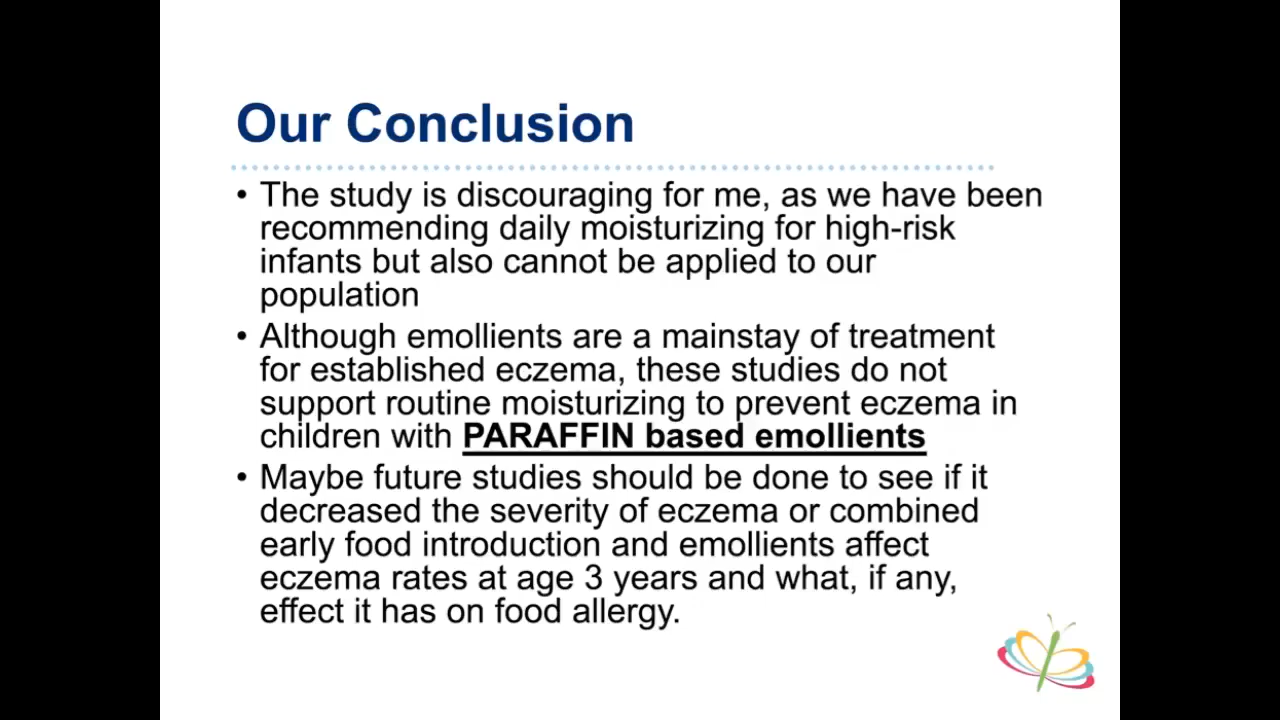 Our Conclusion
• The study is discouraging for me, as we have been
recommending daily moisturizing for high-risk
infants but also cannot be applied to our
population
• Although emollients are a mainstay of treatment
for established eczema, these studies do not
support routine moisturizing to prevent eczema in
children with PARAFFIN based emollients
• Maybe future studies should be done to see if it
decreased the severity of eczema or combined
early food introduction and emollients affect
eczema rates at age 3 years and what, if any,
effect it has on food allergy.